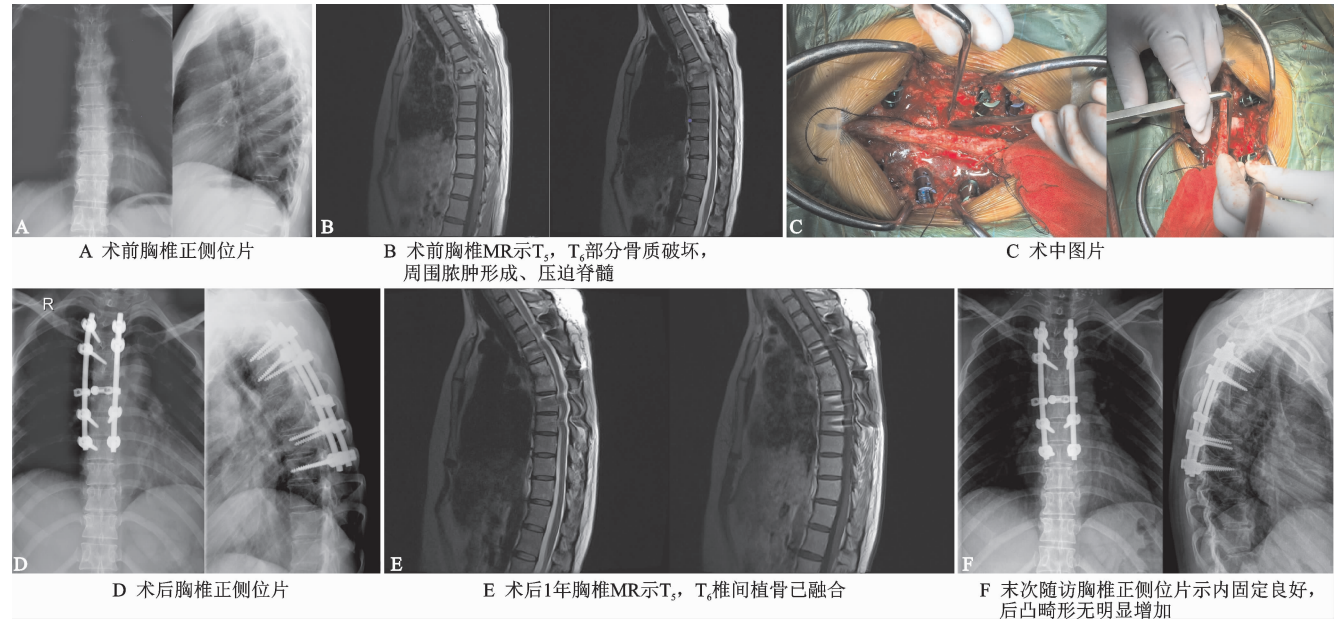 A
B
C
A 术前胸椎正侧位片
B 术前胸椎MR示T5，T6部分骨质破坏，
周围脓肿形成、压迫脊髓
C 术中图片
R
D
E
F
D 术后胸椎正侧位片
E 术后1年胸椎MR示T5，T6椎间植骨已融合
F 末次随访胸椎正侧位片示内固定良好，
后凸畸形无明显增加